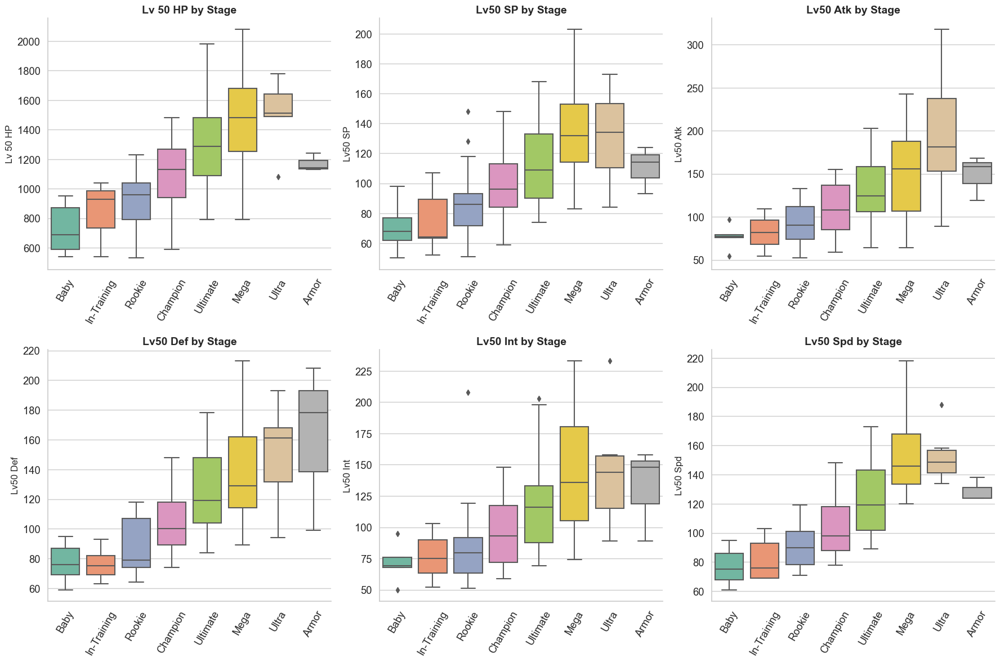 Lv 50 HP by Stage
Lv 50 HP
2000
1800
1600
1400
1200
1000
800
600
Baby
In-Training
Rookie
Champion
Ultimate
Mega
Ultra
Armor
Lv50 SP by Stage
Lv50 SP
200
180
160
140
120
100
80
60
Baby
In-Training
Rookie
Champion
Ultimate
Mega
Ultra
Armor
Lv50 Atk by Stage
Lv50 Atk
300
250
200
150
100
50
Baby
In-Training
Rookie
Champion
Ultimate
Mega
Ultra
Armor
Lv50 Def by Stage
Lv50 Def
220
200
180
160
140
120
100
80
60
Baby
In-Training
Rookie
Champion
Ultimate
Mega
Ultra
Armor
Lv50 Int by Stage
Lv50 Int
225
200
175
150
125
100
75
50
Baby
In-Training
Rookie
Champion
Ultimate
Mega
Ultra
Armor
Lv50 Spd by Stage
Lv50 Spd
220
200
180
160
140
120
100
80
60
Baby
In-Training
Rookie
Champion
Ultimate
Mega
Ultra
Armor